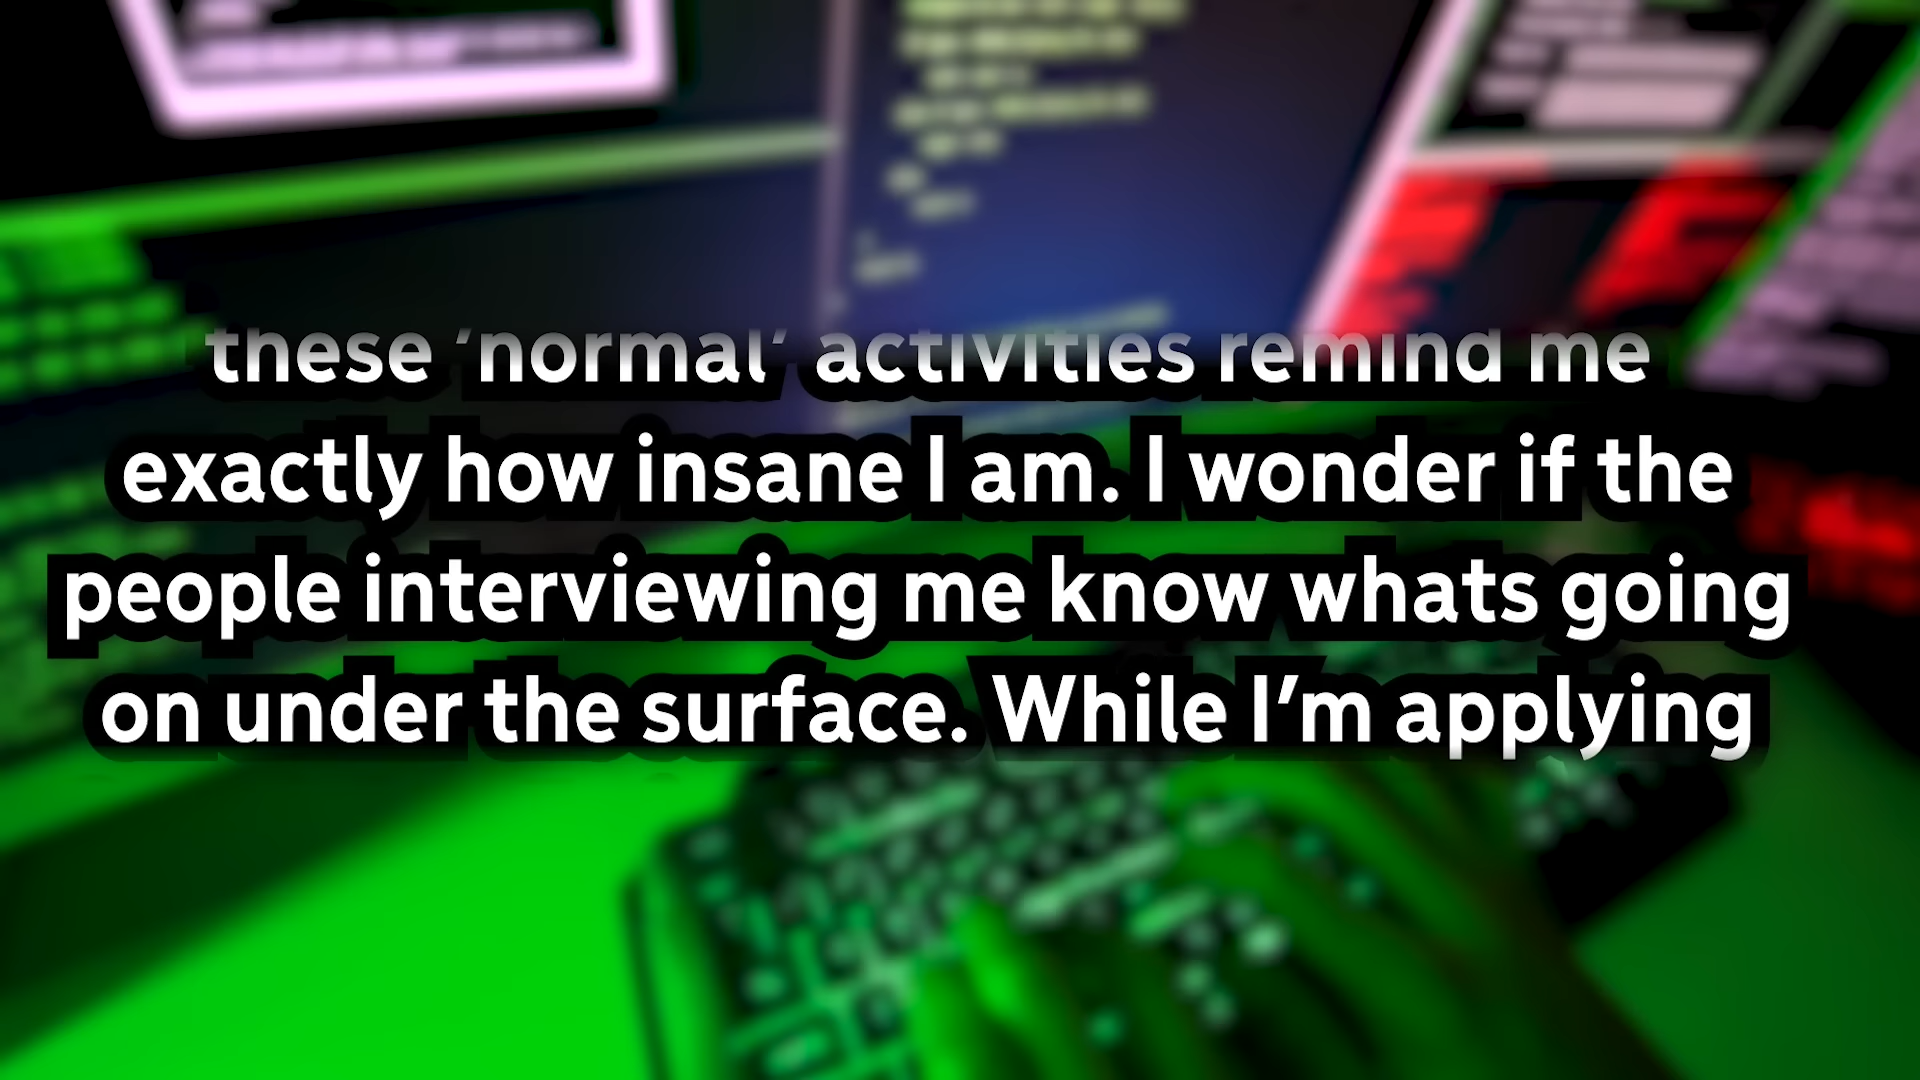 these ‘normal’ activities remind me
exactly how insane I am. I wonder if the
people interviewing me know whats going
on under the surface. While I’m applying